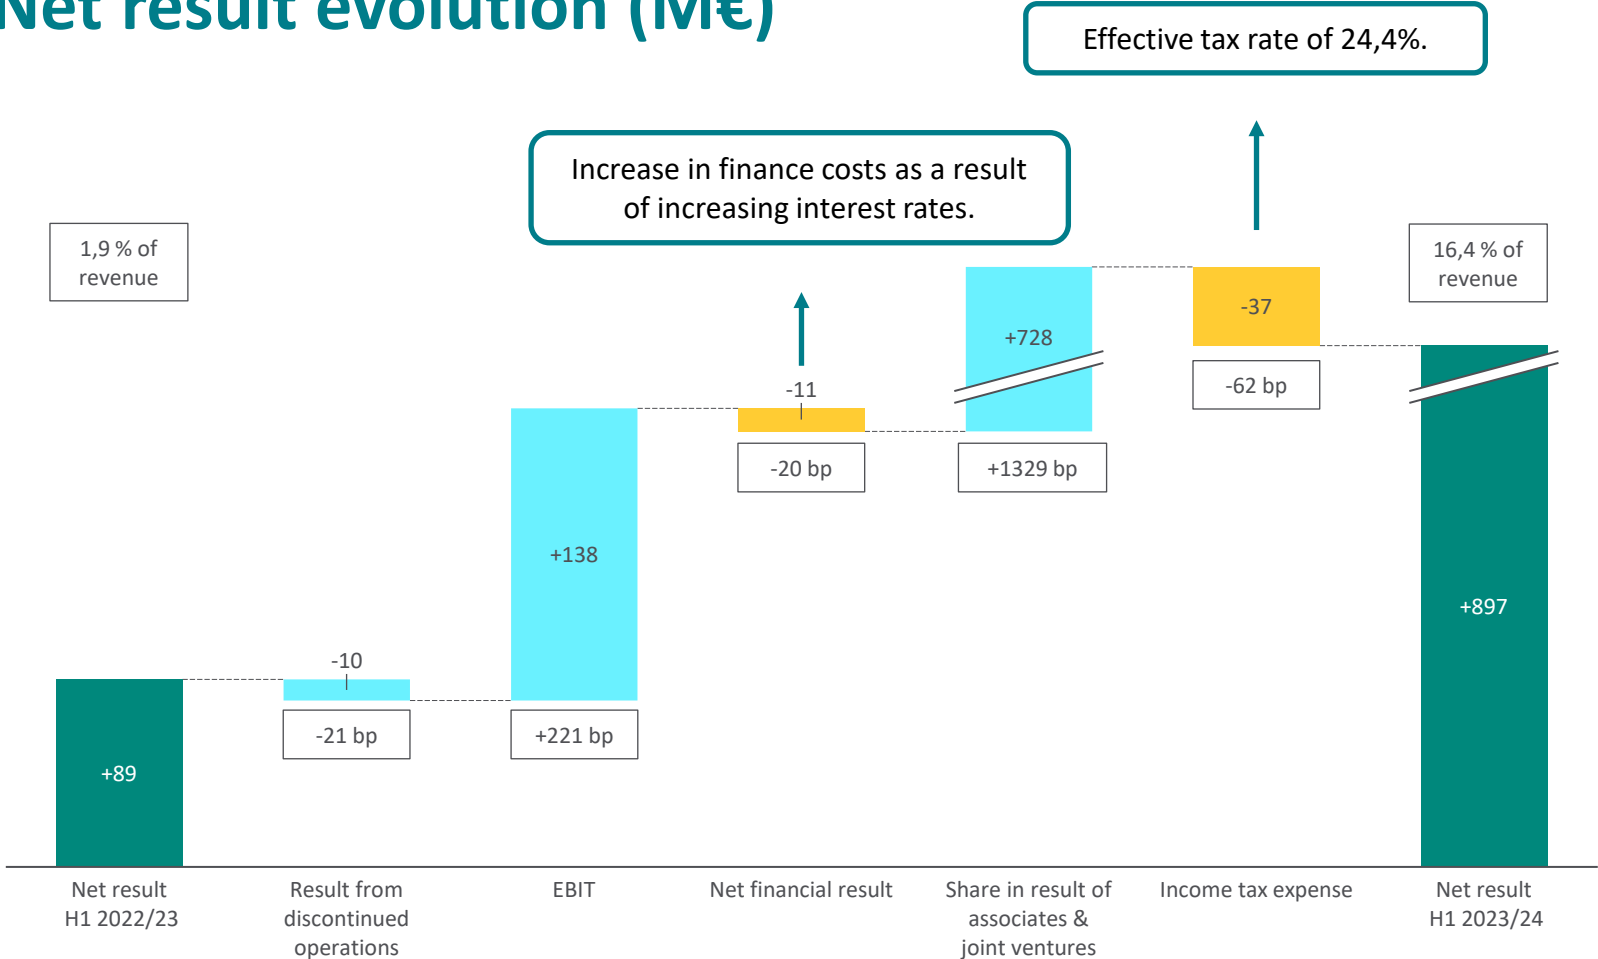 Net result evolution (M€)
Effective tax rate of 24,4%.
Increase in finance costs as a result
of increasing interest rates.
1,9 % of
revenue
16,4 % of
revenue
-37
+728
-62 bp
-11
-20 bp
+1329 bp
+138
+897
-10
-21 bp
+221 bp
+89
Net result
H1 2022/23
Result from
discontinued
operations
EBIT
Net financial result
Share in result of
associates &
joint ventures
Income tax expense
Net result
H1 2023/24